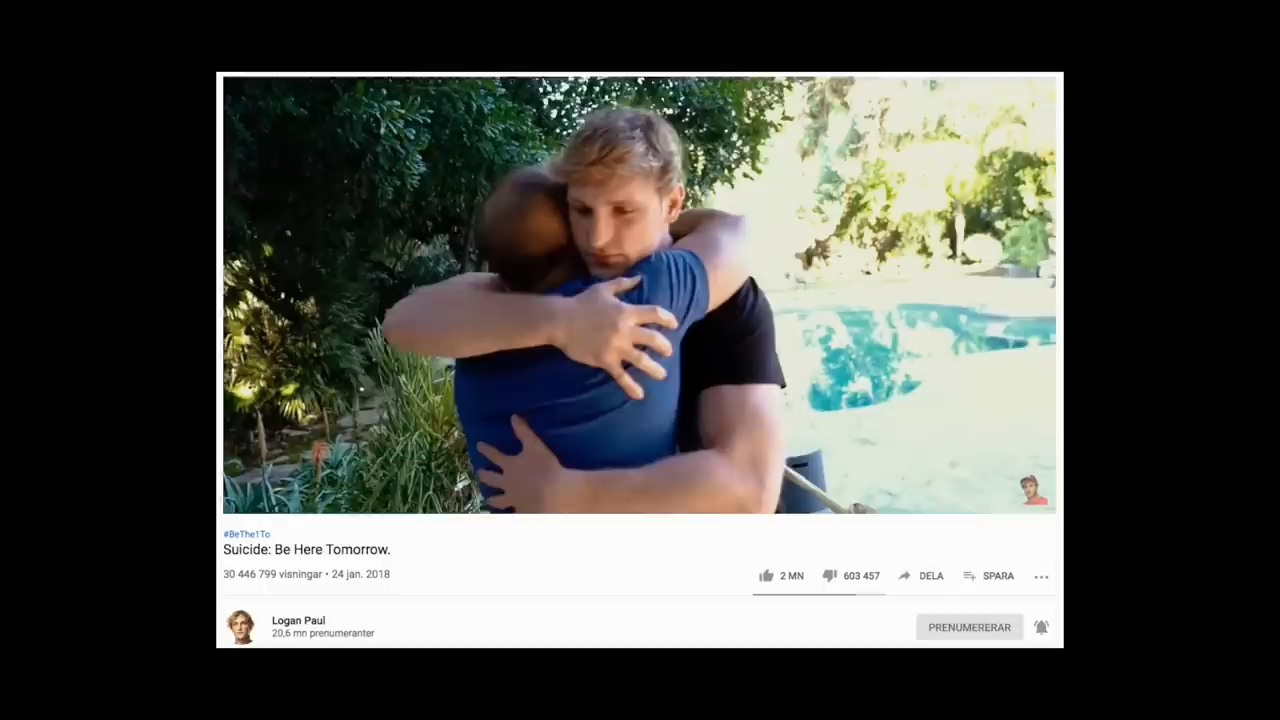 #BeThe1To
Suicide: Be Here Tomorrow.
30 446 799 visningar • 24 jan. 2018
2 MN 603 457 DELA SPARA
Logan Paul
20,6 mn prenumeranter
PRENUMERERAR